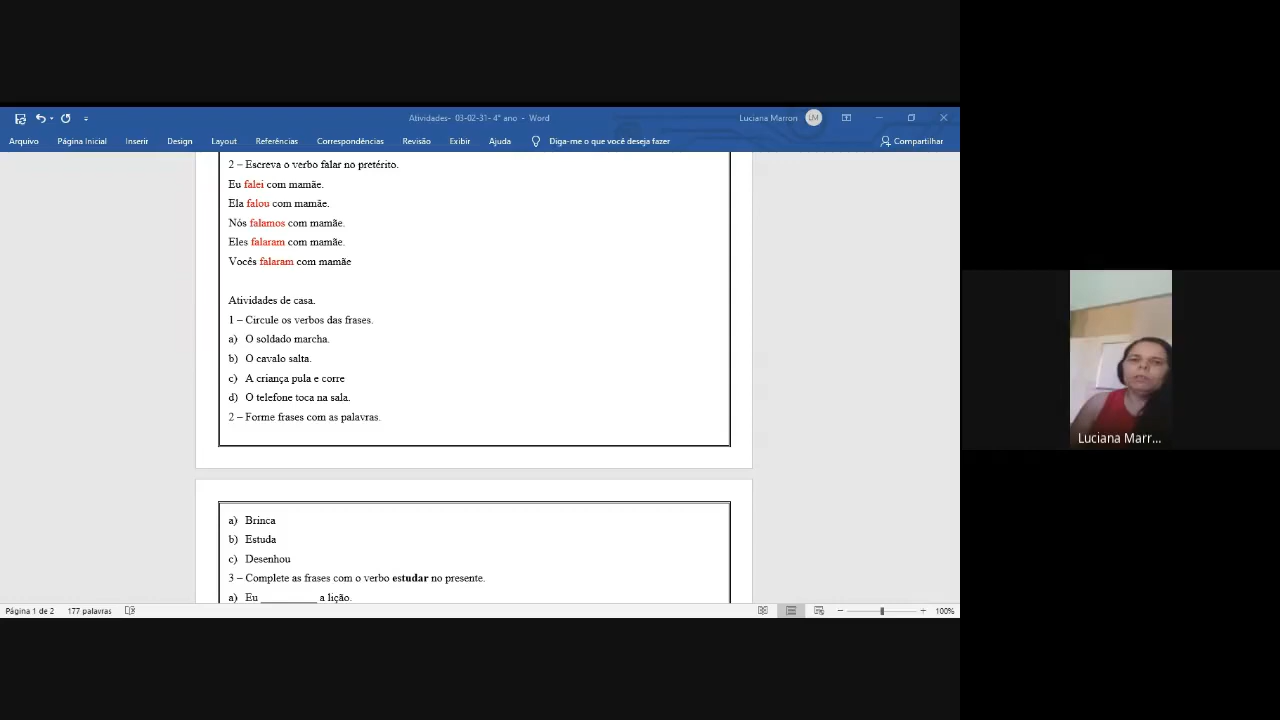 Atividades- 03-02-31- 4° ano - Word
Luciana Marron
LM
Arquivo
Página Inicial
Inserir
Design
Layout
Referências
Correspondências
Revisão
Exibir
Ajuda
Diga-me o que você deseja fazer
Compartilhar
2 – Escreva o verbo falar no pretérito.
Eu falei com mamãe.
Ela falou com mamãe.
Nós falamos com mamãe.
Eles falaram com mamãe.
Vocês falaram com mamãe
Atividades de casa.
1 – Circule os verbos das frases.
a) O soldado marcha.
b) O cavalo salta.
c) A criança pula e corre
d) O telefone toca na sala.
2 – Forme frases com as palavras.
a) Brinca
b) Estuda
c) Desenhou
3 – Complete as frases com o verbo estudar no presente.
a) Eu __________ a lição.
Página 1 de 2
177 palavras
100%
Luciana Marr...